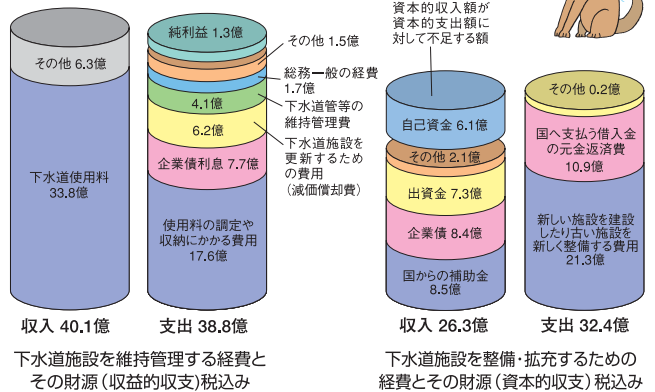 その他 6.3億
下水道使用料
33.8億
収入 40.1億
純利益 1.3億
その他 1.5億
総務一般の経費
1.7億
4.1億
下水道管等の
維持管理費
6.2億
下水道施設を
更新するため
の費用
(減価償却費)
企業債利息 7.7億
使用料の調定や
収納にかかる費用
17.6億
支出 38.8億
下水道施設を維持管理する経費と
その財源(収益的収支)税込み
資本的収入額が
資本的支出額に
対して不足する額
自己資金 6.1億
その他 2.1億
出資金 7.3億
企業債 8.4億
国からの補助金
8.5億
収入 26.3億
その他 0.2億
国へ支払う借入金
の元金返済費
10.9億
新しい施設を建設
したり古い施設を
新しく整備する費用
21.3億
支出 32.4億
下水道施設を整備・拡充するための
経費とその財源(資本的収支)税込み